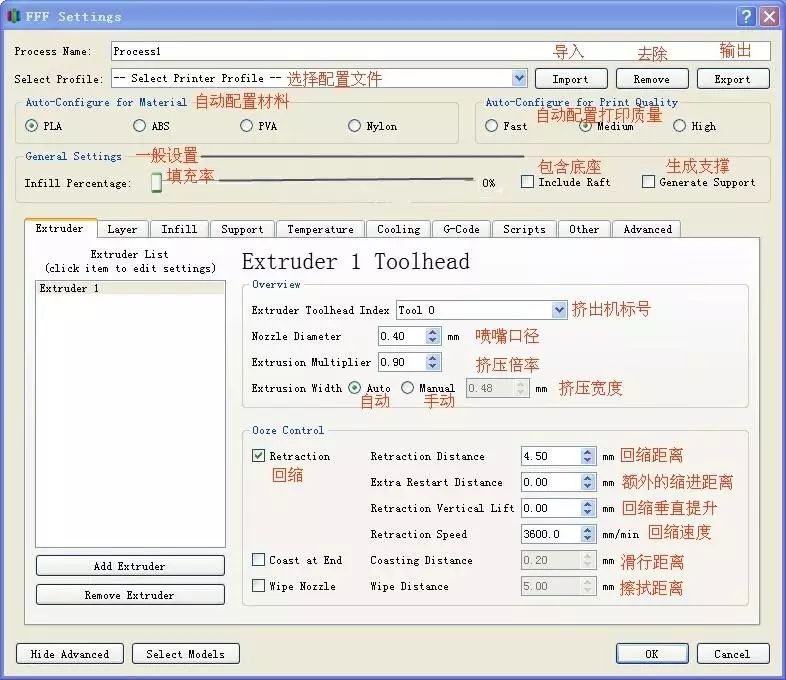 FFF Settings
Process Name: Process1 导入 去除 输出
Select Profile: -- Select Printer Profile -- 选择配置文件 Import Remove Export
Auto-Configure for Material 自动配置材料 Auto-Configure for Print Quality
自动配置打印质量
PLA ABS PVA Nylon Fast Medium High
General Settings 一般设置
包含底座 生成支撑
Infill Percentage: 填充率 0% Include Raft Generate Support
Extruder Layer Infill Support Temperature Cooling G-Code Scripts Other Advanced
Extruder List
(click item to edit settings)
Extruder 1
Add Extruder
Remove Extruder
Extruder 1 Toolhead
Overview
Extruder Toolhead Index Tool 0 挤出机标号
Nozzle Diameter 0.40 mm 喷嘴口径
Extrusion Multiplier 0.90 挤压倍率
Extrusion Width Auto Manual 0.48 mm 挤压宽度
自动 手动
Ooze Control
Retraction Retraction Distance 4.50 mm 回缩距离
回缩
Extra Restart Distance 0.00 mm 额外的缩进距离
Retraction Vertical Lift 0.00 mm 回缩垂直提升
Retraction Speed 3600.0 mm/min 回缩速度
Coast at End Coasting Distance 0.20 mm 滑行距离
Wipe Nozzle Wipe Distance 5.00 mm 擦拭距离
Hide Advanced Select Models OK Cancel